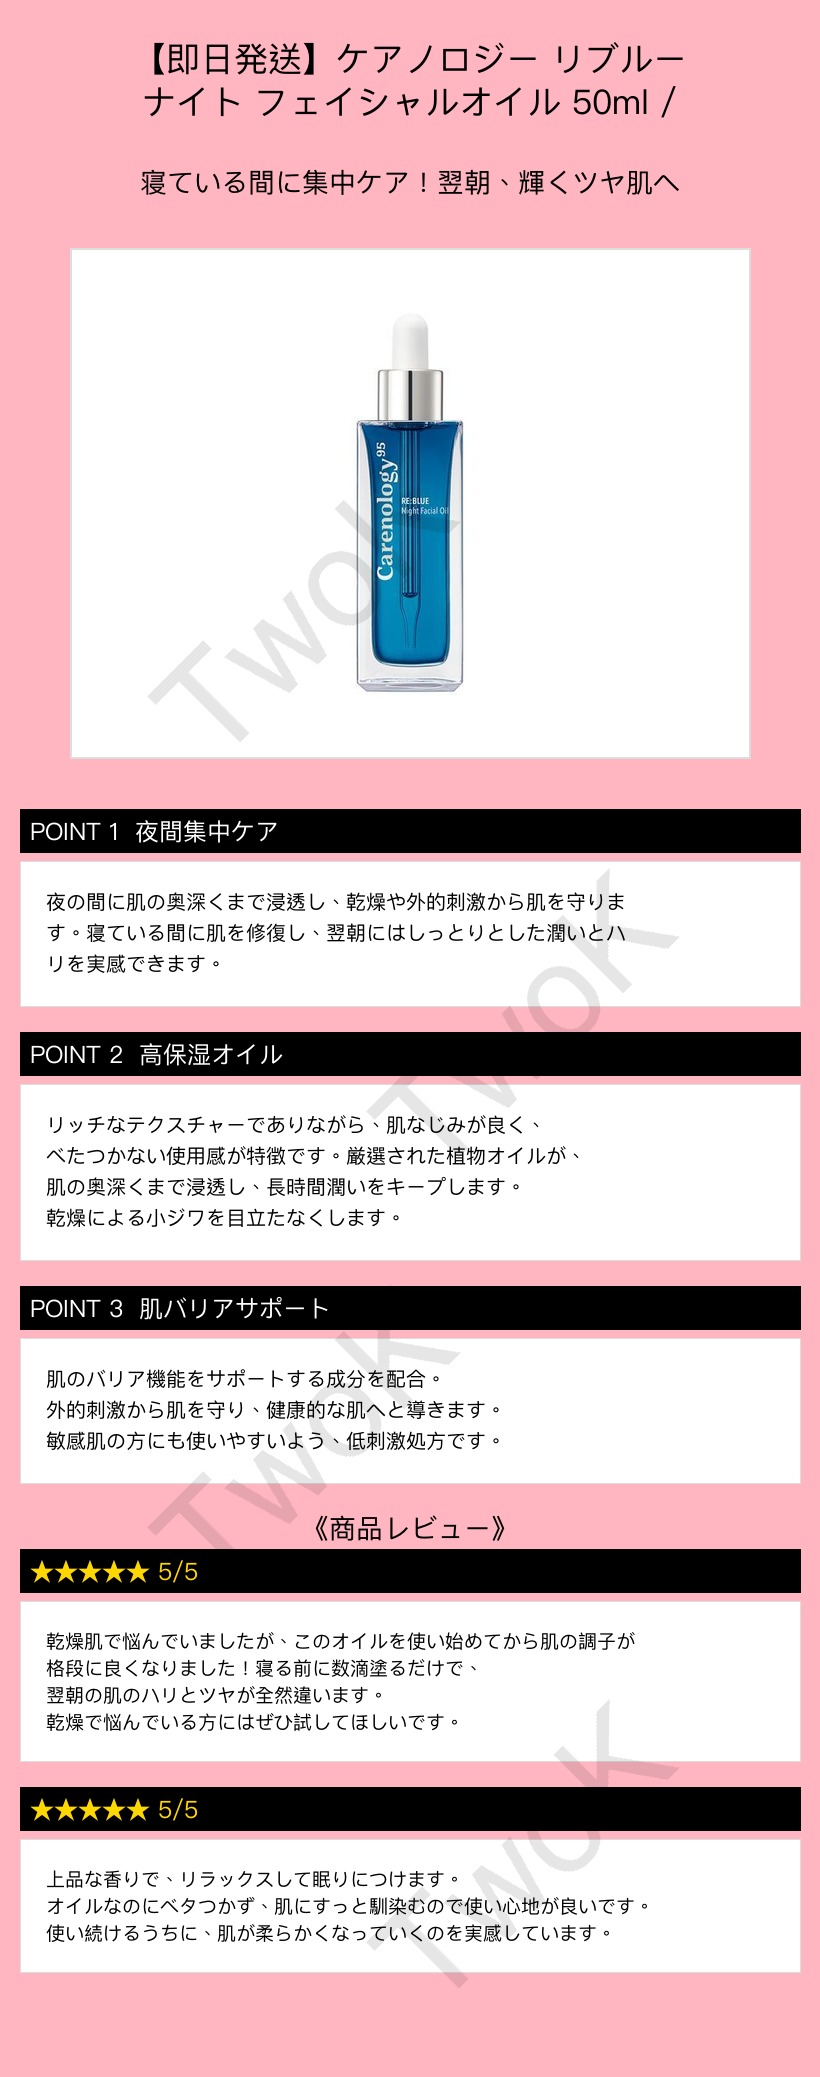 【即日発送】ケアノロジー リブルー
ナイト フェイシャルオイル 50ml /
寝ている間に集中ケア！翌朝、輝くツヤ肌へ
Carenology95
RE:BLUE
Night Facial Oil
TwoK
POINT 1 夜間集中ケア
夜の間に肌の奥深くまで浸透し、乾燥や外的刺激から肌を守りま
す。寝ている間に肌を修復し、翌朝にはしっとりとした潤いとハ
リを実感できます。
TwoK
POINT 2 高保湿オイル
リッチなテクスチャーでありながら、肌なじみが良く、
べたつかない使用感が特徴です。厳選された植物オイルが、
肌の奥深くまで浸透し、長時間潤いをキープします。
乾燥による小ジワを目立たなくします。
POINT 3 肌バリアサポート
肌のバリア機能をサポートする成分を配合。
外的刺激から肌を守り、健康的な肌へと導きます。
敏感肌の方にも使いやすいよう、低刺激処方です。
TwoK
《商品レビュー》
★★★★★ 5/5
乾燥肌で悩んでいましたが、このオイルを使い始めてから肌の調子が
格段に良くなりました！寝る前に数滴塗るだけで、
翌朝の肌のハリとツヤが全然違います。
乾燥で悩んでいる方にはぜひ試してほしいです。
★★★★★ 5/5
上品な香りで、リラックスして眠りにつけます。
オイルなのにベタつかず、肌にすっと馴染むので使い心地が良いです。
使い続けるうちに、肌が柔らかくなっていくのを実感しています。
TwoK